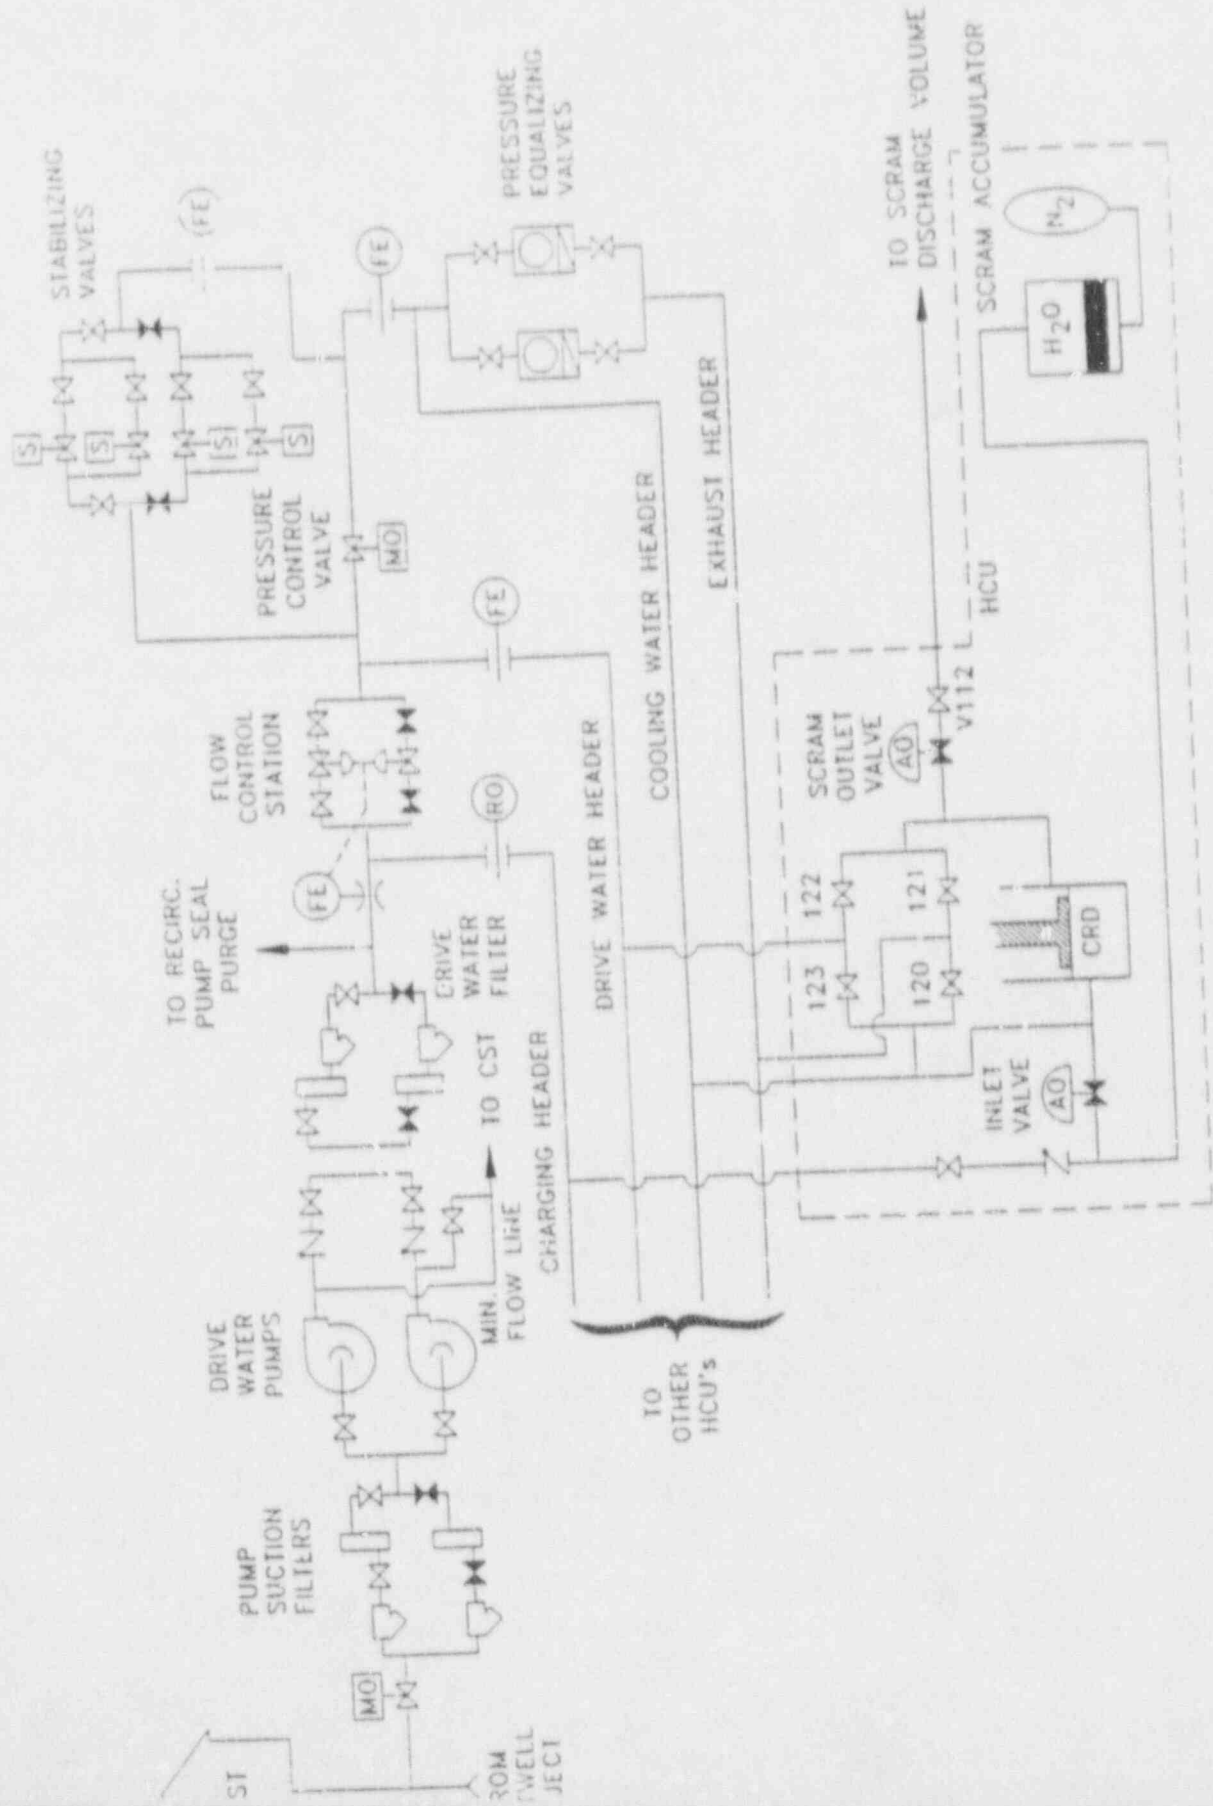 ST
ROM
TWELL
JECT
MO
PUMP
SUCTION
FILTERS
DRIVE
WATER
PUMPS
MIN.
FLOW LINE
TO CST
TO RECIRC.
PUMP SEAL
PURGE
DRIVE
WATER
FILTER
FE
FLOW
CONTROL
STATION
RO
PRESSURE
CONTROL
VALVE
MO
FE
S
S
S
S
STABILIZING
VALVES
(FE)
FE
PRESSURE
EQUALIZING
VALVES
CHARGING HEADER
DRIVE WATER HEADER
COOLING WATER HEADER
EXHAUST HEADER
TO
OTHER
HCU's
INLET
VALVE
AO
123
122
120
121
CRD
SCRAM
OUTLET
VALVE
AO
V112
HCU
TO SCRAM
DISCHARGE VOLUME
SCRAM ACCUMULATOR
H2O
N2